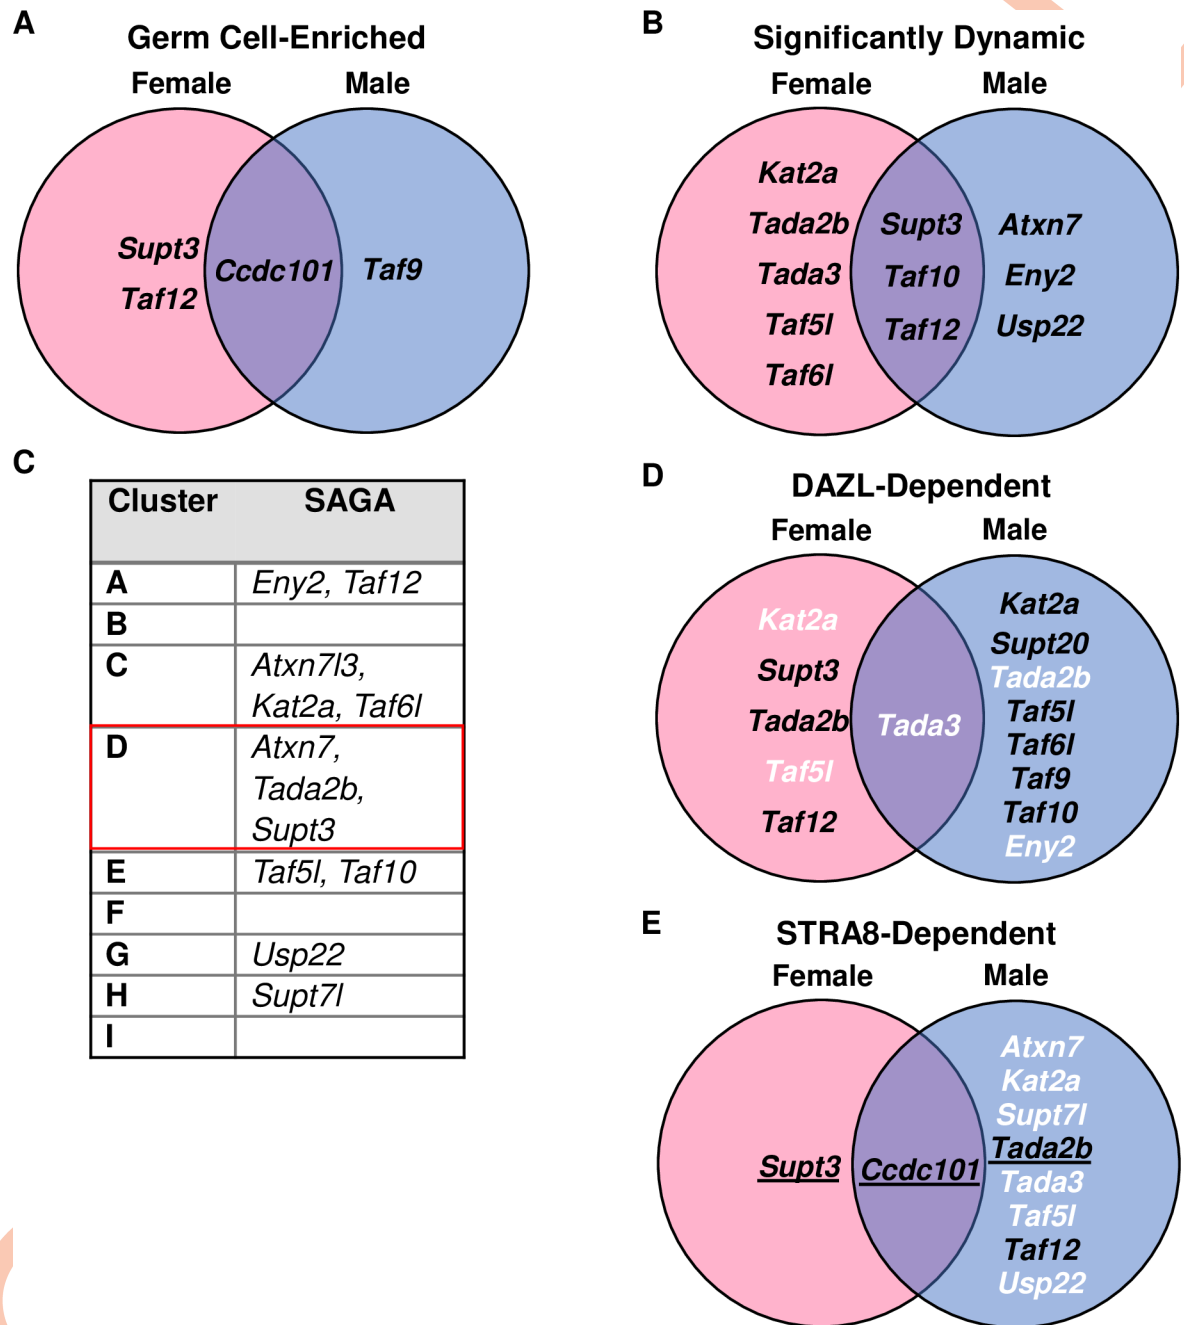 A
Germ Cell-Enriched
Female Male
Supt3
Taf12
Ccdc101
Taf9
B
Significantly Dynamic
Female Male
Kat2a
Tada2b
Tada3
Taf5l
Taf6l
Supt3
Taf10
Taf12
Atxn7
Eny2
Usp22
C
Cluster SAGA
A Eny2, Taf12
B
C Atxn7l3,
Kat2a, Taf6l
D Atxn7,
Tada2b,
Supt3
E Taf5l, Taf10
F
G Usp22
H Supt7l
I
D
DAZL-Dependent
Female Male
Kat2a
Supt3
Tada2b
Taf5l
Taf12
Tada3
Kat2a
Supt20
Tada2b
Taf5l
Taf6l
Taf9
Taf10
Eny2
E
STRA8-Dependent
Female Male
Supt3
Ccdc101
Atxn7
Kat2a
Supt7l
Tada2b
Tada3
Taf5l
Taf12
Usp22